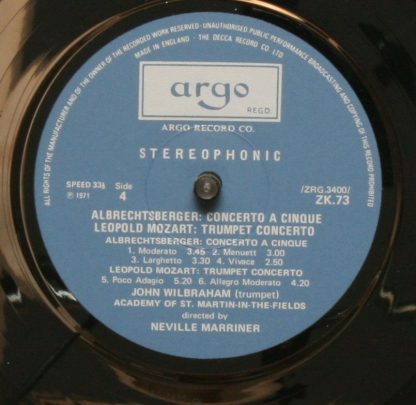 ALL RIGHTS OF THE MANUFACTURER AND OF THE OWNER OF THE RECORDED WORK RESERVED · UNAUTHORISED PUBLIC PERFORMANCE BROADCASTING AND COPYING OF THIS RECORD PROHIBITED
MADE IN ENGLAND · THE DECCA RECORD CO LTD
argo
REGD
ARGO RECORD CO.
STEREOPHONIC
SPEED 33⅓ Side /ZRG.3400/
℗ 1971 4 ZK.73
ALBRECHTSBERGER: CONCERTO A CINQUE
LEOPOLD MOZART: TRUMPET CONCERTO
ALBRECHTSBERGER: CONCERTO A CINQUE
1. Moderato 3.45 2. Menuett 3.00
3. Larghetto 3.30 4. Vivace 2.50
LEOPOLD MOZART: TRUMPET CONCERTO
5. Poco Adagio 5.20 6. Allegro Moderato 4.20
JOHN WILBRAHAM (trumpet)
ACADEMY OF ST. MARTIN-IN-THE-FIELDS
directed by
NEVILLE MARRINER